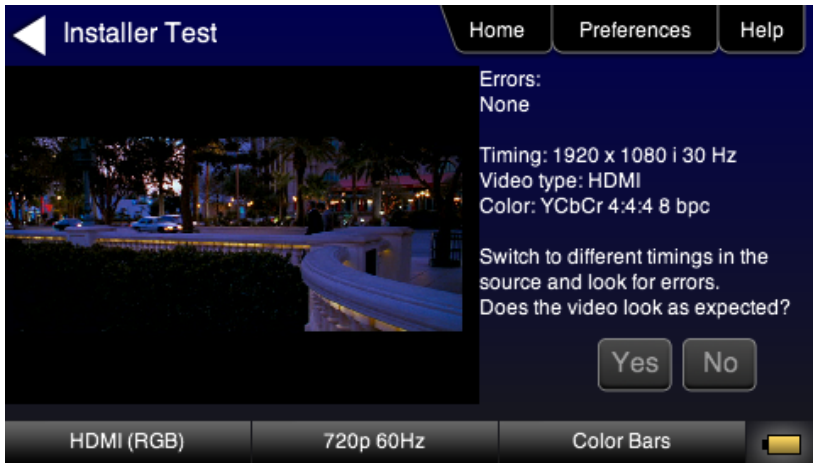 Installer Test
Home
Preferences
Help
Errors:
None
Timing: 1920 x 1080 i 30 Hz
Video type: HDMI
Color: YCbCr 4:4:4 8 bpc
Switch to different timings in the
source and look for errors.
Does the video look as expected?
Yes
No
HDMI (RGB)
720p 60Hz
Color Bars